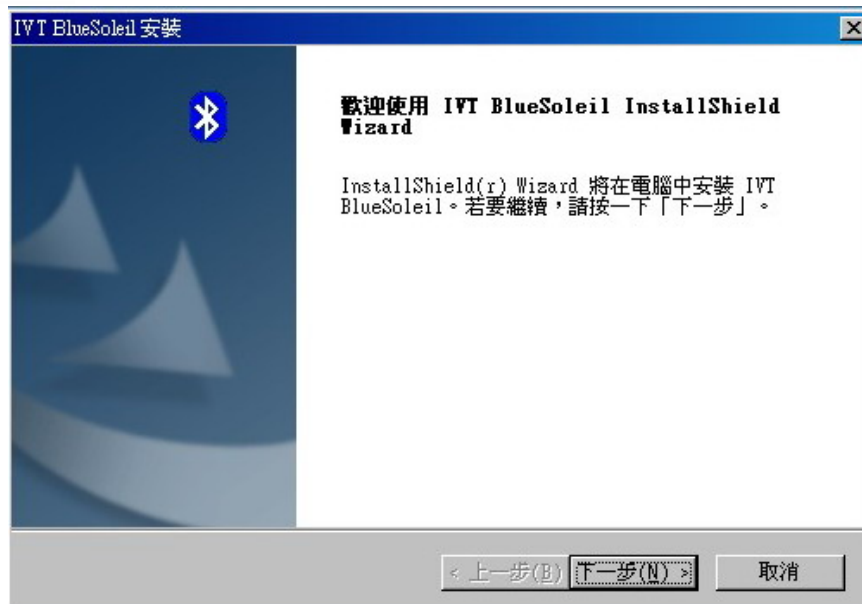 IVT BlueSoleil 安裝
歡迎使用 IVT BlueSoleil InstallShield
Wizard
InstallShield(r) Wizard 將在電腦中安裝 IVT
BlueSoleil。若要繼續，請按一下「下一步」。
< 上一步(B) 下一步(N) > 取消